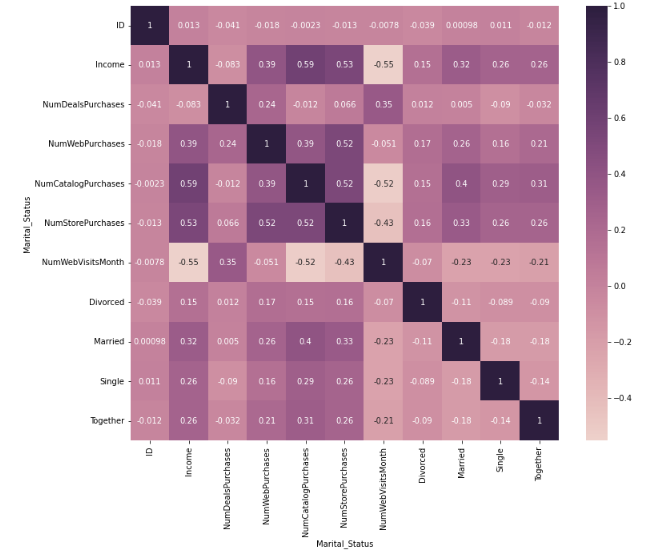 ID 1 0.013 -0.041 -0.018 -0.0023 -0.013 -0.0078 -0.039 0.00098 0.011 -0.012
Income 0.013 1 -0.083 0.39 0.59 0.53 -0.55 0.15 0.32 0.26 0.26
NumDealsPurchases -0.041 -0.083 1 0.24 -0.012 0.066 0.35 0.012 0.005 -0.09 -0.032
NumWebPurchases -0.018 0.39 0.24 1 0.39 0.52 -0.051 0.17 0.26 0.16 0.21
NumCatalogPurchases -0.0023 0.59 -0.012 0.39 1 0.52 -0.52 0.15 0.4 0.29 0.31
NumStorePurchases -0.013 0.53 0.066 0.52 0.52 1 -0.43 0.16 0.33 0.26 0.26
NumWebVisitsMonth -0.0078 -0.55 0.35 -0.051 -0.52 -0.43 1 -0.07 -0.23 -0.23 -0.21
Divorced -0.039 0.15 0.012 0.17 0.15 0.16 -0.07 1 -0.11 -0.089 -0.09
Married 0.00098 0.32 0.005 0.26 0.4 0.33 -0.23 -0.11 1 -0.18 -0.18
Single 0.011 0.26 -0.09 0.16 0.29 0.26 -0.23 -0.089 -0.18 1 -0.14
Together -0.012 0.26 -0.032 0.21 0.31 0.26 -0.21 -0.09 -0.18 -0.14 1
Marital_Status
ID
Income
NumDealsPurchases
NumWebPurchases
NumCatalogPurchases
NumStorePurchases
NumWebVisitsMonth
Divorced
Married
Single
Together
Marital_Status
1.0
0.8
0.6
0.4
0.2
0.0
−0.2
−0.4